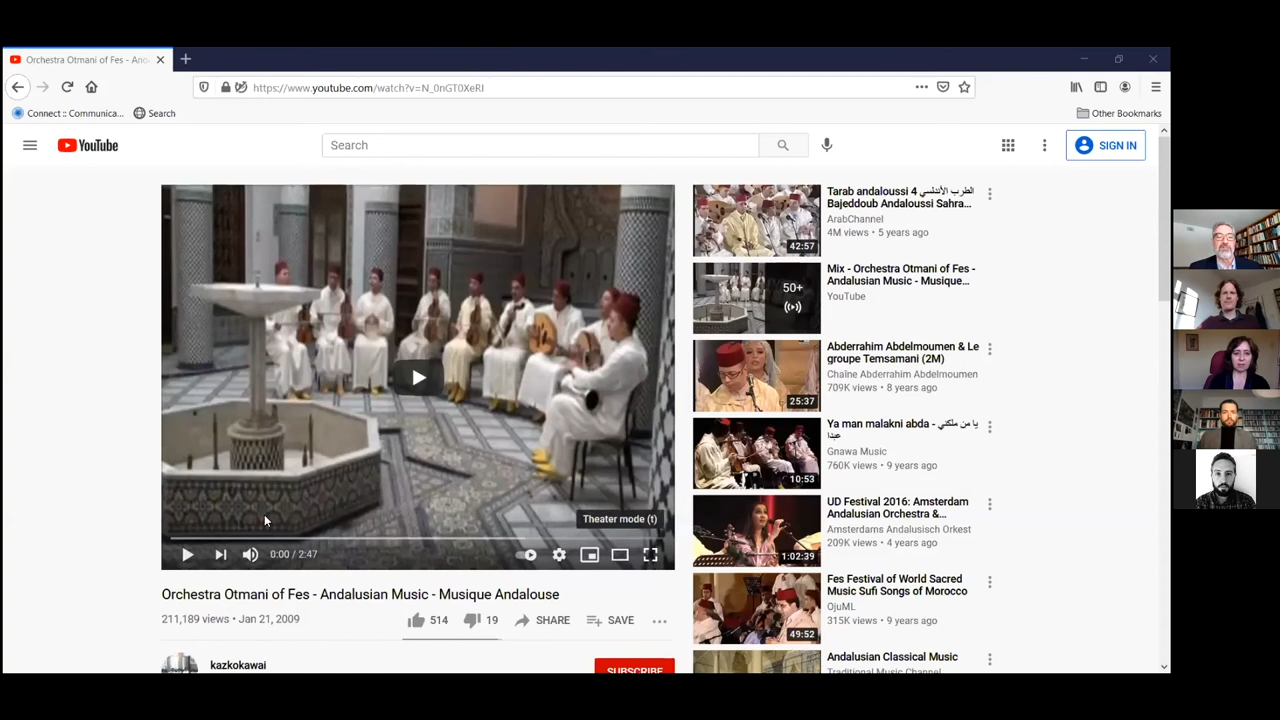 Orchestra Otmani of Fes - And
https://www.youtube.com/watch?v=N_0nGT0XeRI
Connect :: Communica...
Search
Other Bookmarks
YouTube
Search
SIGN IN
Theater mode (t)
0:00 / 2:47
Orchestra Otmani of Fes - Andalusian Music - Musique Andalouse
211,189 views • Jan 21, 2009
514
19
SHARE
SAVE
kazkokawai
SUBSCRIBE
42:57
Tarab andaloussi 4 الطرب الأندلسي
Bajeddoub Andaloussi Sahra...
ArabChannel
4M views • 5 years ago
50+
Mix - Orchestra Otmani of Fes -
Andalusian Music - Musique...
YouTube
25:37
Abderrahim Abdelmoumen & Le
groupe Temsamani (2M)
Chaîne Abderrahim Abdelmoumen
709K views • 8 years ago
10:53
Ya man malakni abda - يا من ملكني
عبدا
Gnawa Music
760K views • 9 years ago
1:02:39
UD Festival 2016: Amsterdam
Andalusian Orchestra &...
Amsterdams Andalusisch Orkest
209K views • 4 years ago
49:52
Fes Festival of World Sacred
Music Sufi Songs of Morocco
OjuML
315K views • 9 years ago
Andalusian Classical Music
Traditional Music Channel